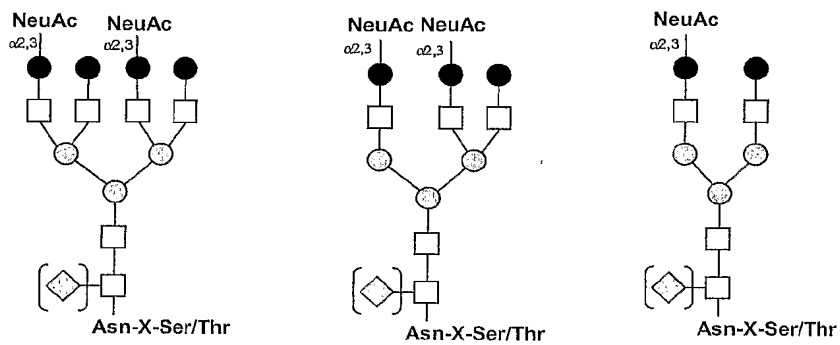 NeuAc NeuAc
α2,3 α2,3
Asn-X-Ser/Thr
NeuAc NeuAc
α2,3 α2,3
Asn-X-Ser/Thr
NeuAc
α2,3
Asn-X-Ser/Thr